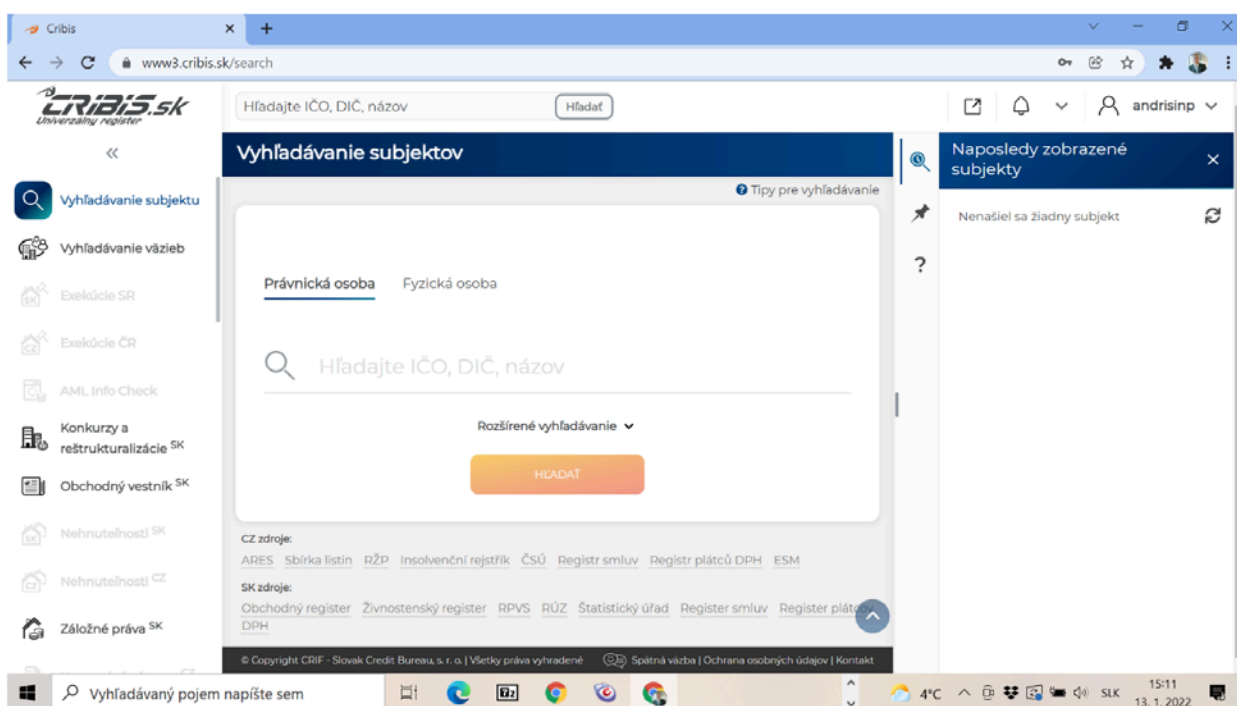 Cribis
www3.cribis.sk/search
CRiBiS.sk
Univerzálny register
Hľadajte IČO, DIČ, názov
Hľadať
andrisinp
Vyhľadávanie subjektov
Naposledy zobrazené
subjekty
Tipy pre vyhľadávanie
Nenašiel sa žiadny subjekt
Vyhľadávanie subjektu
Vyhľadávanie väzieb
Exekúcie SR
Exekúcie ČR
AML Info Check
Konkurzy a
reštrukturalizácie SK
Obchodný vestník SK
Nehnuteľnosti SK
Nehnuteľnosti CZ
Záložné práva SK
Právnická osoba Fyzická osoba
Hľadajte IČO, DIČ, názov
Rozšírené vyhľadávanie
HĽADAŤ
CZ zdroje:
ARES Sbírka listin RŽP Insolvenční rejstřík ČSÚ Registr smluv Registr plátců DPH ESM
SK zdroje:
Obchodný register Živnostenský register RPVS RÚZ Štatistický úřad Register smluv Register plátcov
DPH
© Copyright CRIF - Slovak Credit Bureau, s. r. o. | Všetky práva vyhradené Spätná väzba | Ochrana osobných údajov | Kontakt
Vyhľadávaný pojem napíšte sem
4°C
SLK
15:11
13. 1. 2022